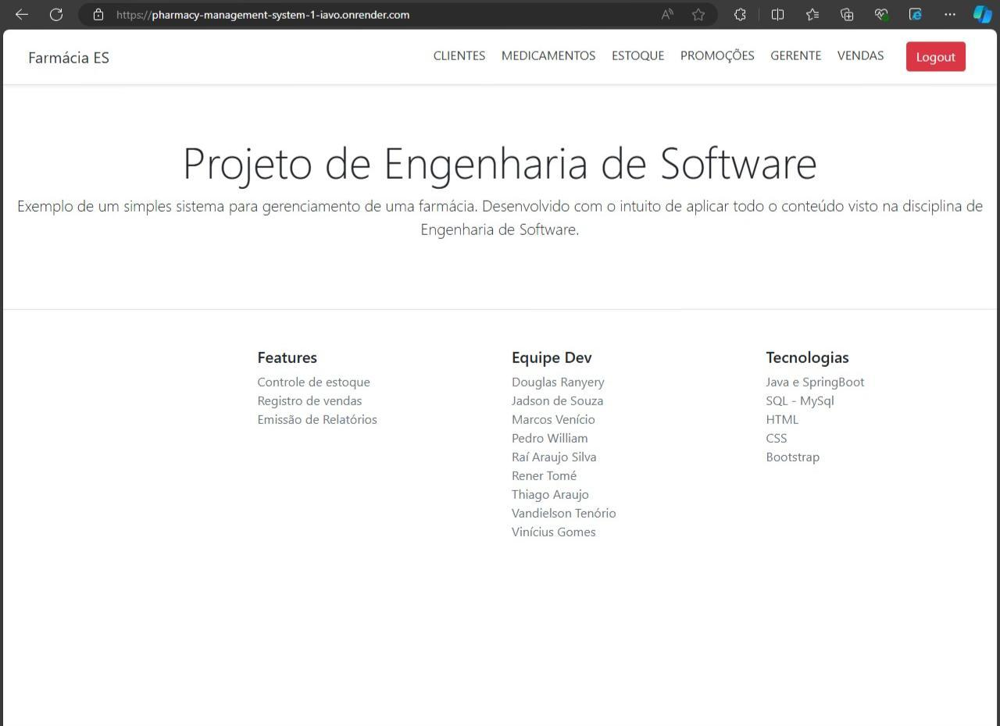 https://pharmacy-management-system-1-iavo.onrender.com
Farmácia ES
CLIENTES MEDICAMENTOS ESTOQUE PROMOÇÕES GERENTE VENDAS Logout
Projeto de Engenharia de Software
Exemplo de um simples sistema para gerenciamento de uma farmácia. Desenvolvido com o intuito de aplicar todo o conteúdo visto na disciplina de
Engenharia de Software.
Features
Controle de estoque
Registro de vendas
Emissão de Relatórios
Equipe Dev
Douglas Ranyery
Jadson de Souza
Marcos Venício
Pedro William
Raí Araujo Silva
Rener Tomé
Thiago Araujo
Vandielson Tenório
Vinícius Gomes
Tecnologias
Java e SpringBoot
SQL - MySql
HTML
CSS
Bootstrap